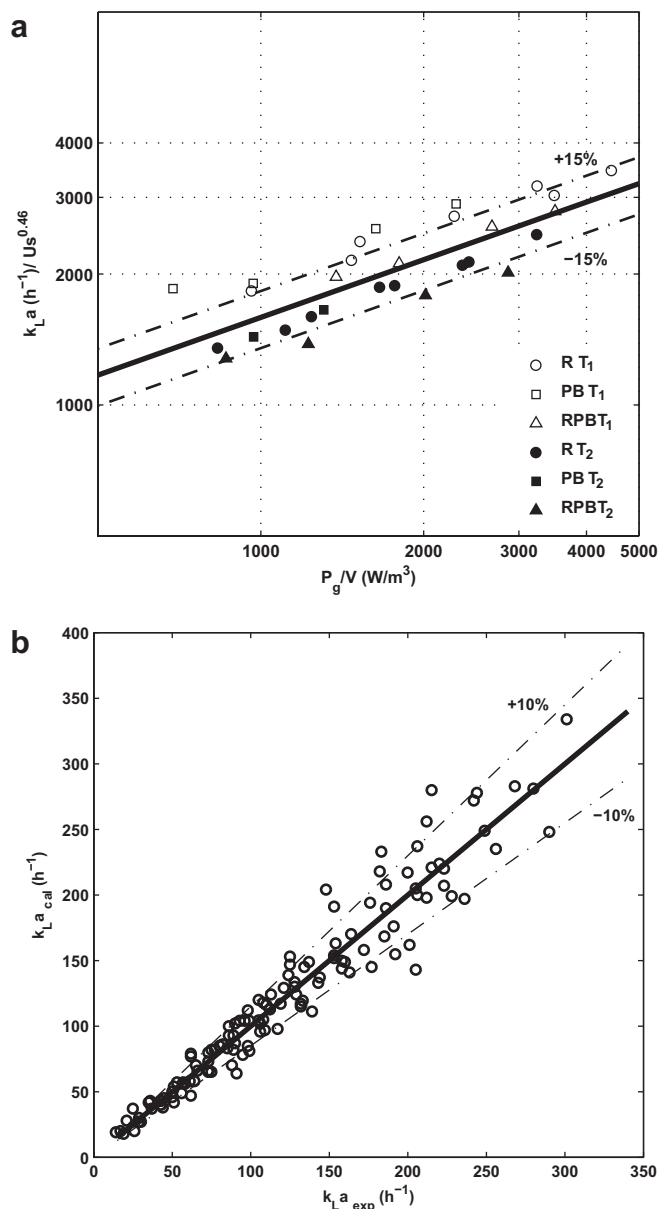 a
4000
3000
2000
1000
k_L a (h⁻¹)/ Us^0.46
+15%
−15%
R T₁
PB T₁
RPBT₁
R T₂
PB T₂
RPBT₂
1000 2000 3000 4000 5000
P_g/V (W/m³)
b
400
350
300
250
200
150
100
50
0
k_L a_cal (h⁻¹)
+10%
−10%
0 50 100 150 200 250 300 350
k_L a_exp (h⁻¹)